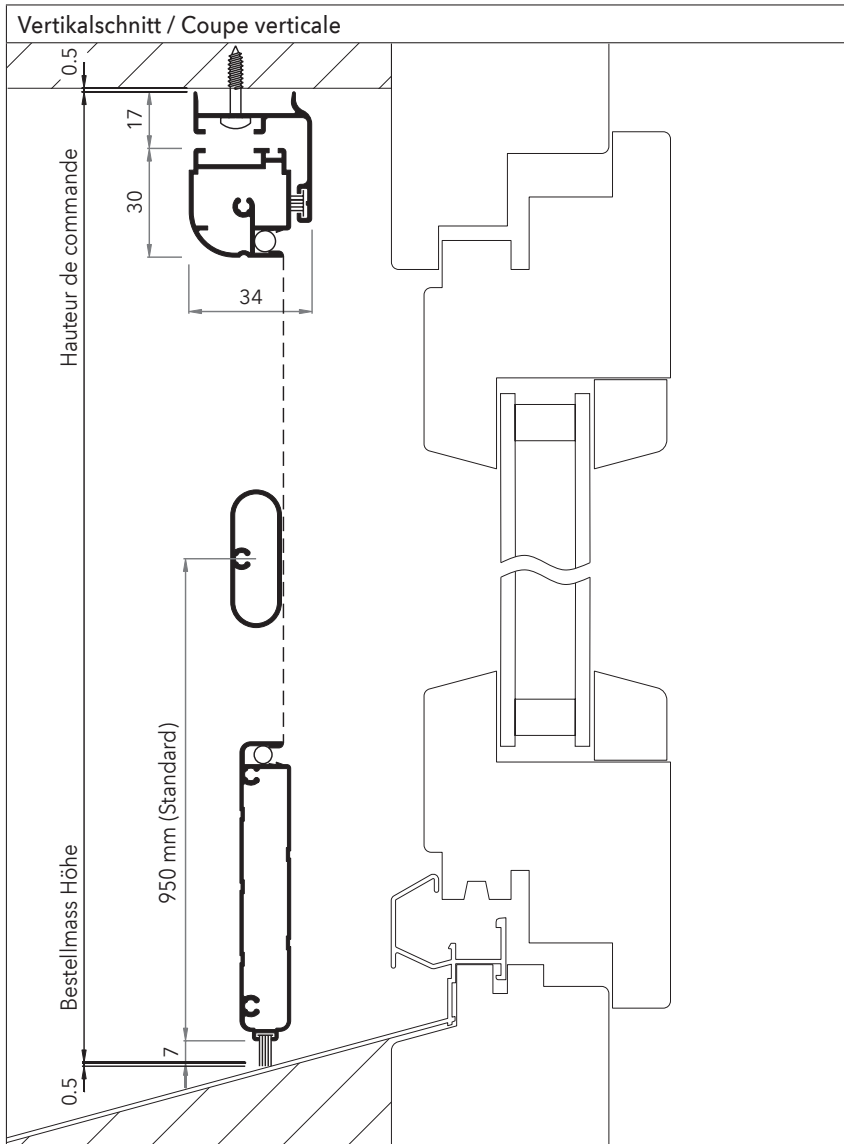 Vertikalschnitt / Coupe verticale
0.5
17
30
34
Hauteur de commande
950 mm (Standard)
Bestellmass Höhe
7
0.5